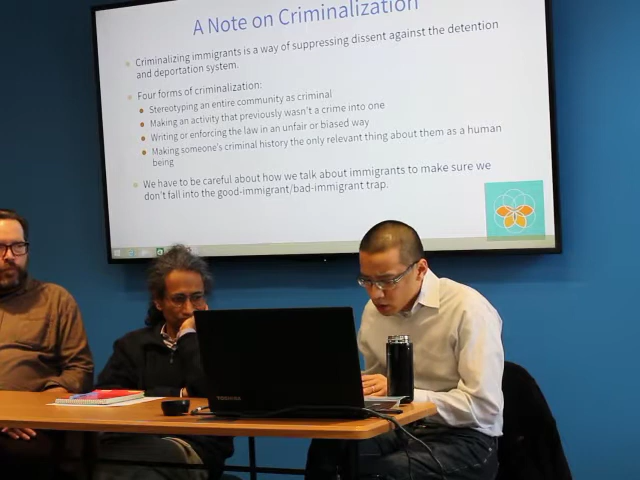 A Note on Criminalization
Criminalizing immigrants is a way of suppressing dissent against the detention
and deportation system.
Four forms of criminalization:
Stereotyping an entire community as criminal
Making an activity that previously wasn't a crime into one
Writing or enforcing the law in an unfair or biased way
Making someone's criminal history the only relevant thing about them as a human
being
We have to be careful about how we talk about immigrants to make sure we
don't fall into the good-immigrant/bad-immigrant trap.
TOSHIBA